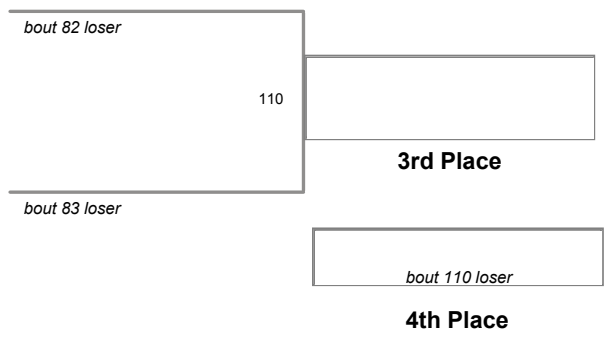 bout 82 loser
110
3rd Place
bout 83 loser
bout 110 loser
4th Place